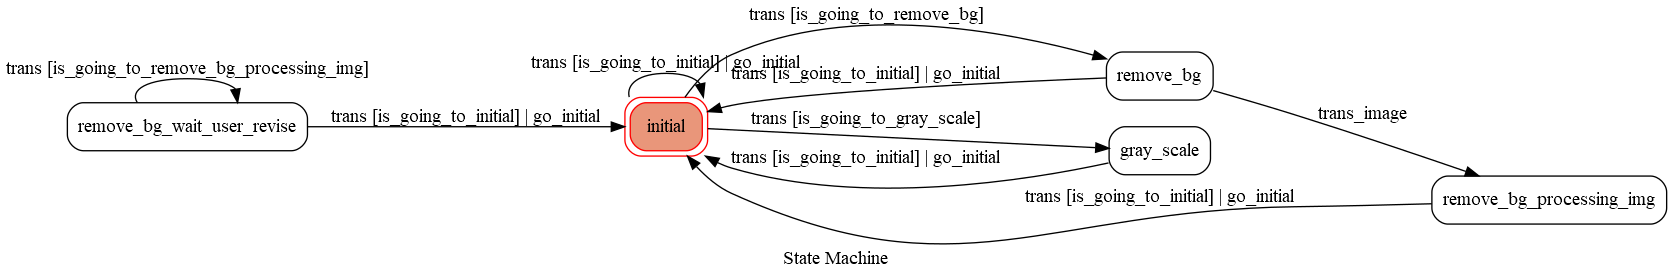 trans [is_going_to_remove_bg]
trans [is_going_to_remove_bg_processing_img]
trans [is_going_to_initial] | go_initial
trans [is_going_to_initial] | go_initial
remove_bg
remove_bg_wait_user_revise
trans [is_going_to_initial] | go_initial
initial
trans [is_going_to_gray_scale]
trans_image
trans [is_going_to_initial] | go_initial
gray_scale
trans [is_going_to_initial] | go_initial
remove_bg_processing_img
State Machine